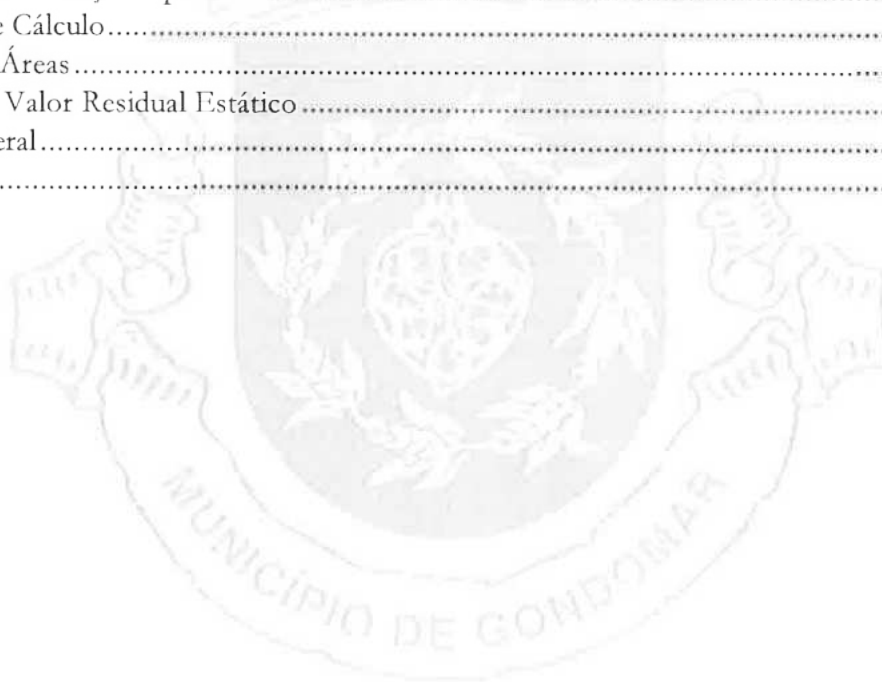 e Cálculo
Áreas
Valor Residual Estático
eral
MUNICÍPIO DE GONDOMAR